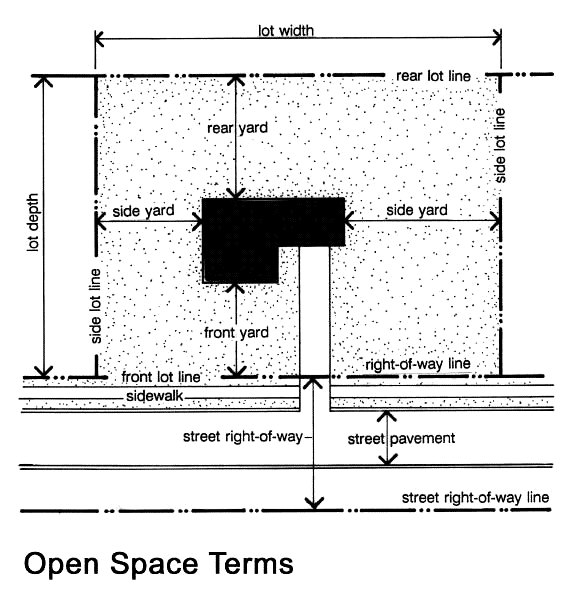 lot width
rear lot line
side lot line
rear yard
lot depth
side yard
side yard
side lot line
front yard
front lot line
right-of-way line
sidewalk
street right-of-way
street pavement
street right-of-way line
Open Space Terms